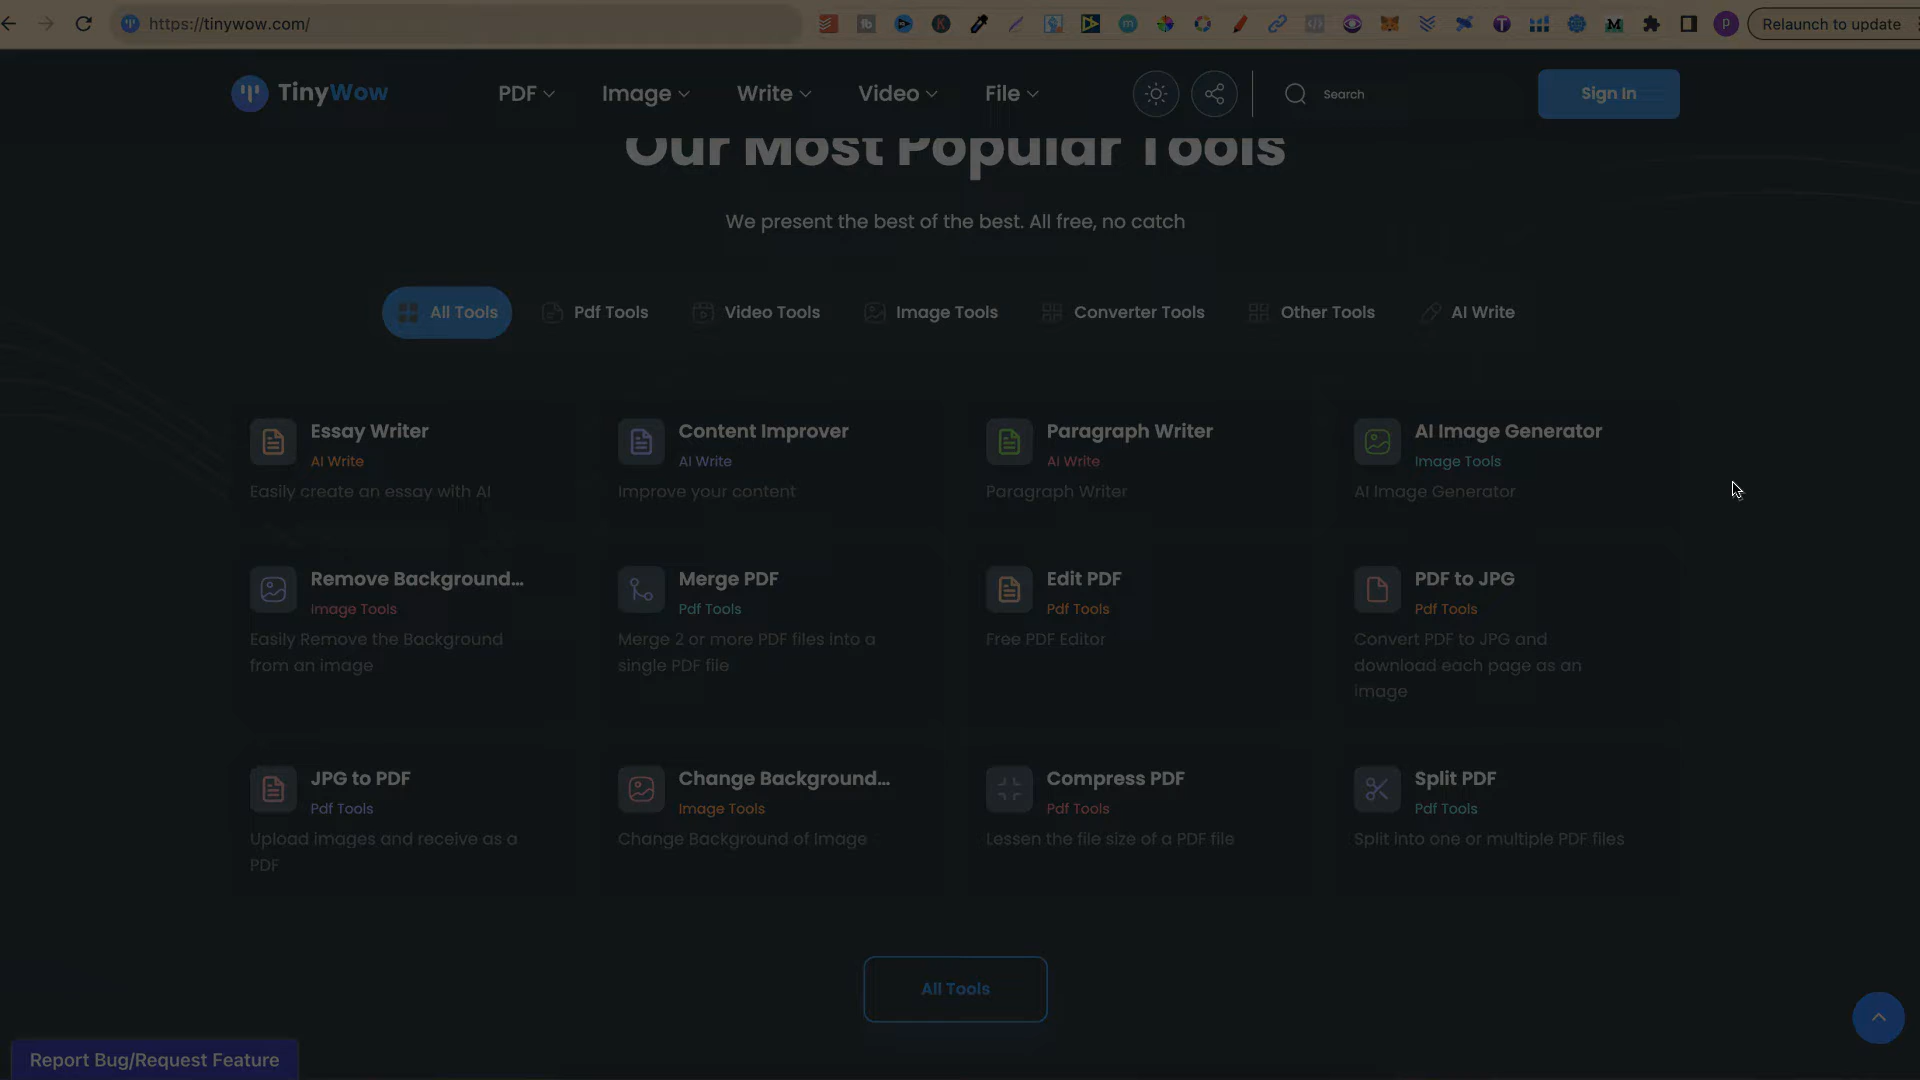 https://tinywow.com/
Relaunch to update
TinyWow
PDF
Image
Write
Video
File
Search
Sign In
Our Most Popular Tools
We present the best of the best. All free, no catch
All Tools
Pdf Tools
Video Tools
Image Tools
Converter Tools
Other Tools
AI Write
Essay Writer
AI Write
Easily create an essay with AI
Content Improver
AI Write
Improve your content
Paragraph Writer
AI Write
Paragraph Writer
AI Image Generator
Image Tools
AI Image Generator
Remove Background...
Image Tools
Easily Remove the Background
from an image
Merge PDF
Pdf Tools
Merge 2 or more PDF files into a
single PDF file
Edit PDF
Pdf Tools
Free PDF Editor
PDF to JPG
Pdf Tools
Convert PDF to JPG and
download each page as an
image
JPG to PDF
Pdf Tools
Upload images and receive as a
PDF
Change Background...
Image Tools
Change Background of Image
Compress PDF
Pdf Tools
Lessen the file size of a PDF file
Split PDF
Pdf Tools
Split into one or multiple PDF files
All Tools
Report Bug/Request Feature